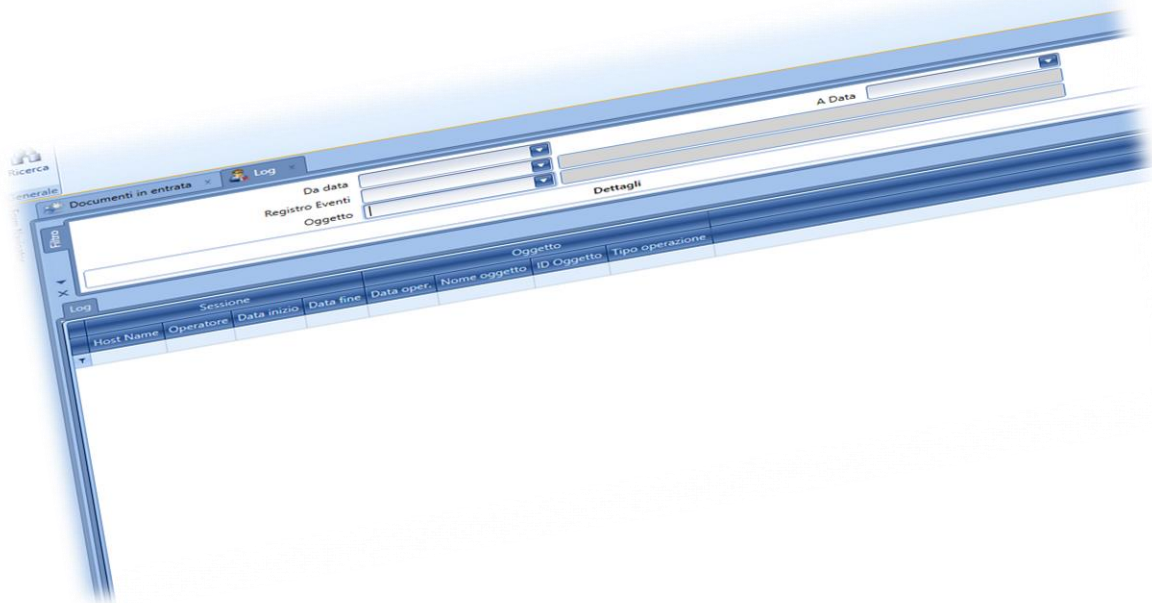 Ricerca
Generale
Documenti in entrata
Log
Filtro
Da data
A Data
Registro Eventi
Oggetto
Dettagli
Log
Sessione
Oggetto
Host Name
Operatore
Data inizio
Data fine
Data oper.
Nome oggetto
ID Oggetto
Tipo operazione